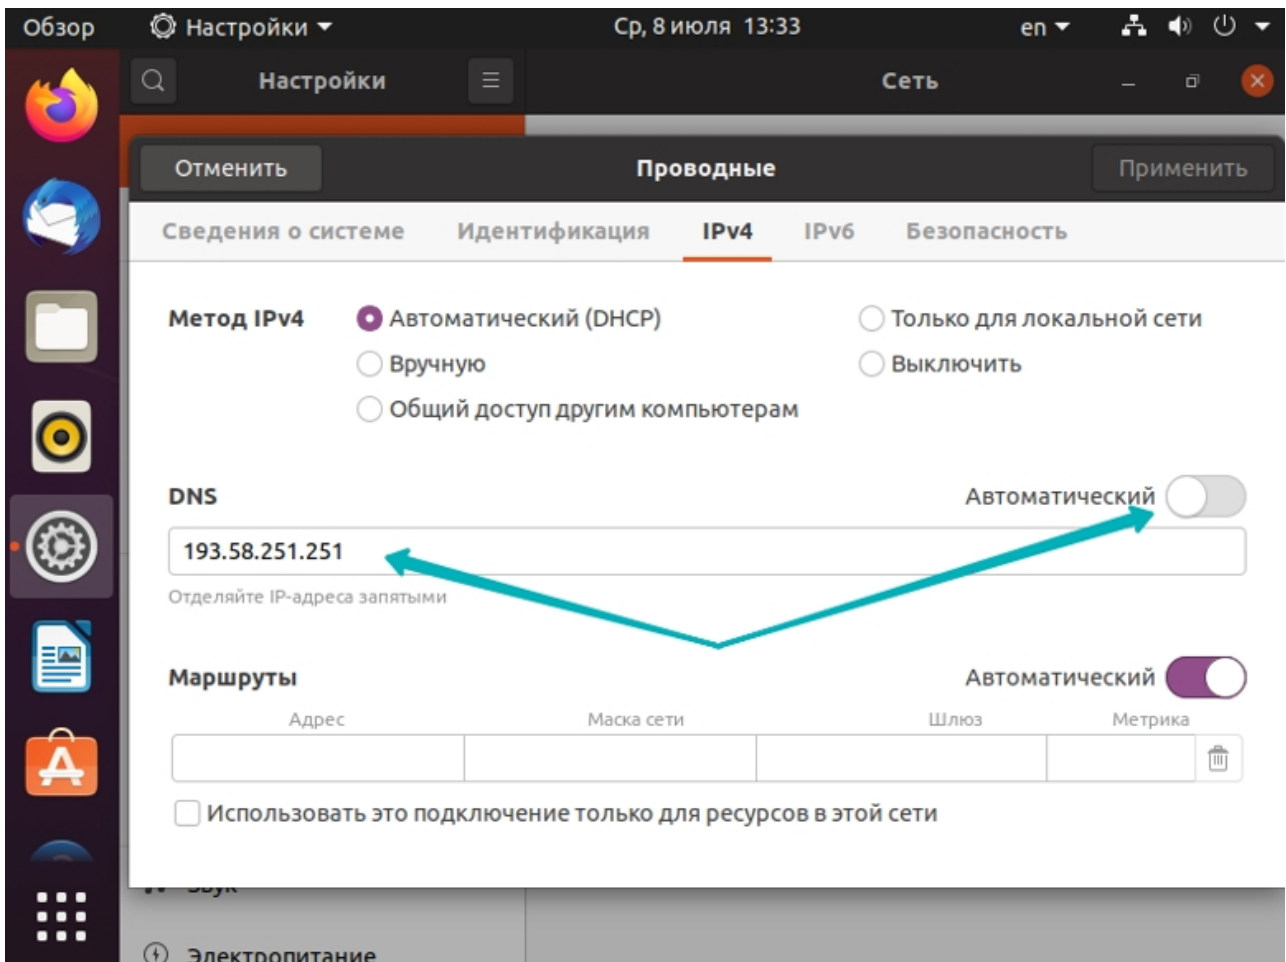 Обзор Настройки Ср, 8 июля 13:33 en
Настройки Сеть
Отменить Проводные Применить
Сведения о системе Идентификация IPv4 IPv6 Безопасность
Метод IPv4 Автоматический (DHCP) Только для локальной сети
Вручную Выключить
Общий доступ другим компьютерам
DNS Автоматический
193.58.251.251
Отделяйте IP-адреса запятыми
Маршруты Автоматический
Адрес Маска сети Шлюз Метрика
Использовать это подключение только для ресурсов в этой сети
Звук
Электропитание